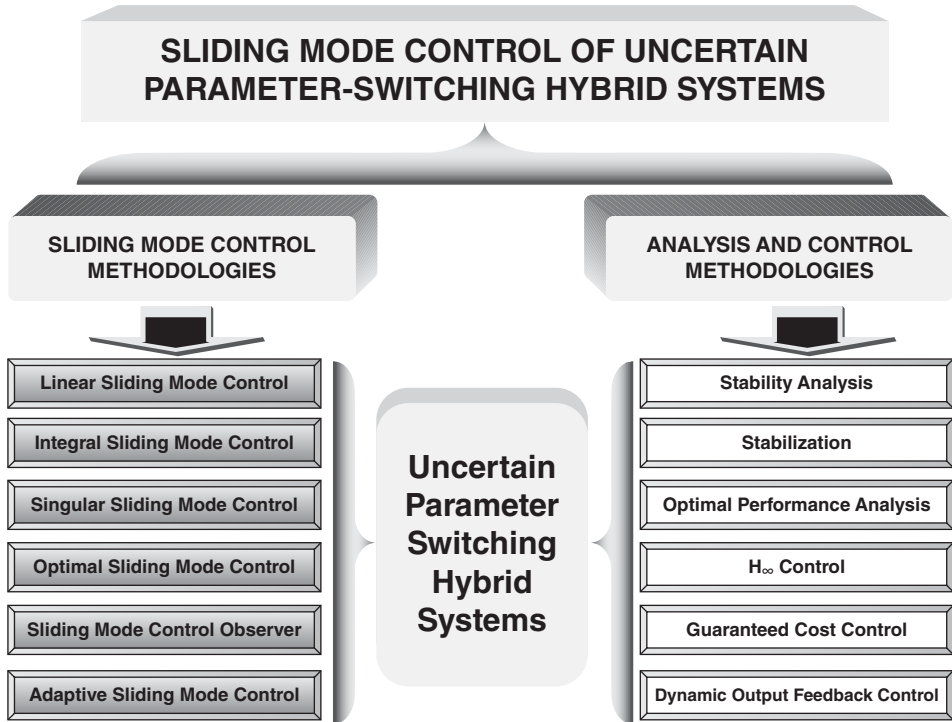 SLIDING MODE CONTROL OF UNCERTAIN
PARAMETER-SWITCHING HYBRID SYSTEMS
SLIDING MODE CONTROL
METHODOLOGIES
ANALYSIS AND CONTROL
METHODOLOGIES
Linear Sliding Mode Control
Integral Sliding Mode Control
Singular Sliding Mode Control
Optimal Sliding Mode Control
Sliding Mode Control Observer
Adaptive Sliding Mode Control
Uncertain
Parameter
Switching
Hybrid
Systems
Stability Analysis
Stabilization
Optimal Performance Analysis
H∞ Control
Guaranteed Cost Control
Dynamic Output Feedback Control